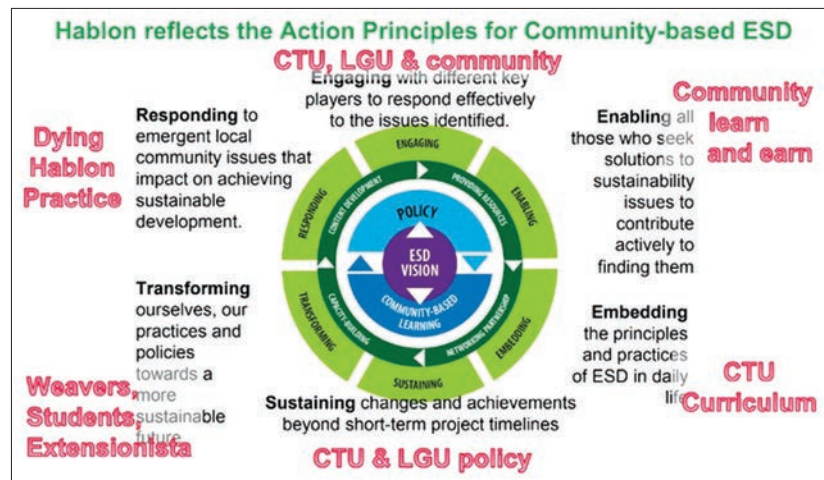 Hablon reflects the Action Principles for Community-based ESD
CTU, LGU & community
Engaging with different key
players to respond effectively
to the issues identified.
Dying
Hablon
Practice
Responding to
emergent local
community issues that
impact on achieving
sustainable
development.
Community
learn
and earn
Enabling all
those who seek
solutions to
sustainability
issues to
contribute
actively to
finding them
ENGAGING
RESPONDING
ENABLING
CONTENT DEVELOPMENT
PROVIDING RESOURCES
POLICY
ESD
VISION
COMMUNITY-BASED
LEARNING
CAPACITY-BUILDING
NETWORKING PARTNERSHIP
TRANSFORMING
EMBEDDING
SUSTAINING
Transforming
ourselves, our
practices and
policies
towards a
more
sustainable
future
Weavers,
Students,
Extensionista
Embedding
the principles
and practices
of ESD in daily
life
CTU
Curriculum
Sustaining changes and achievements
beyond short-term project timelines
CTU & LGU policy